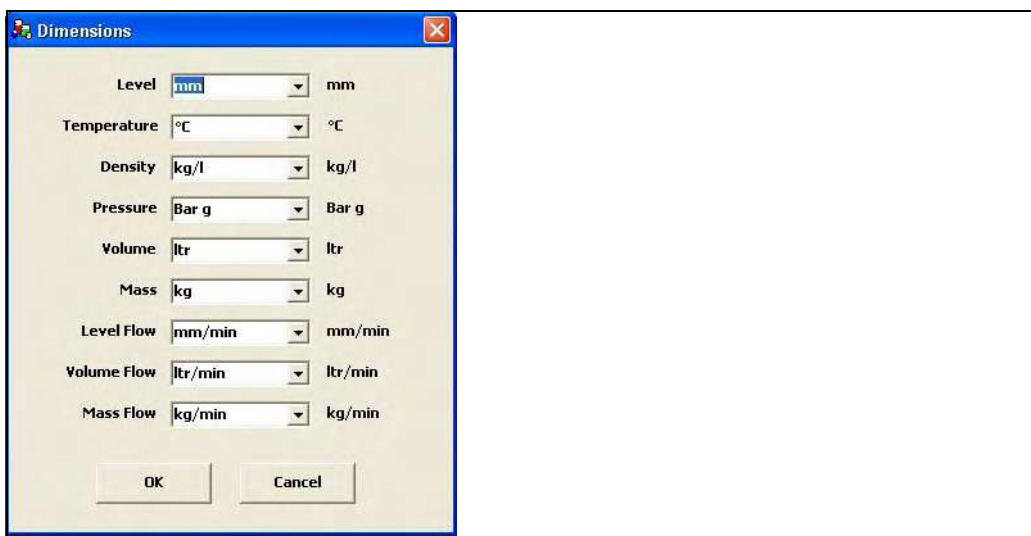 Dimensions
Level mm mm
Temperature °C °C
Density kg/l kg/l
Pressure Bar g Bar g
Volume ltr ltr
Mass kg kg
Level Flow mm/min mm/min
Volume Flow ltr/min ltr/min
Mass Flow kg/min kg/min
OK Cancel